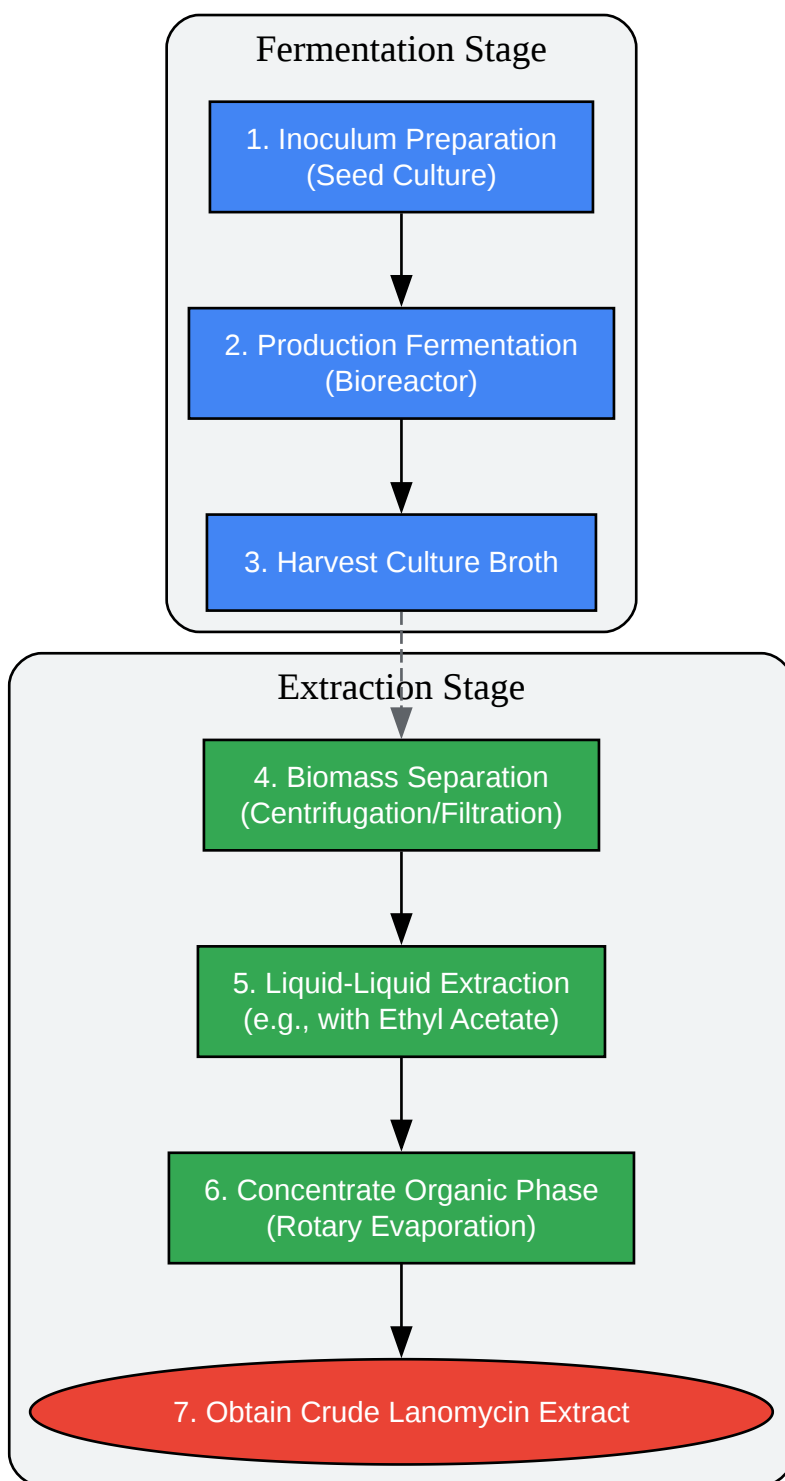 Fermentation Stage
1. Inoculum Preparation
(Seed Culture)
2. Production Fermentation
(Bioreactor)
3. Harvest Culture Broth
Extraction Stage
4. Biomass Separation
(Centrifugation/Filtration)
5. Liquid-Liquid Extraction
(e.g., with Ethyl Acetate)
6. Concentrate Organic Phase
(Rotary Evaporation)
7. Obtain Crude Lanomycin Extract